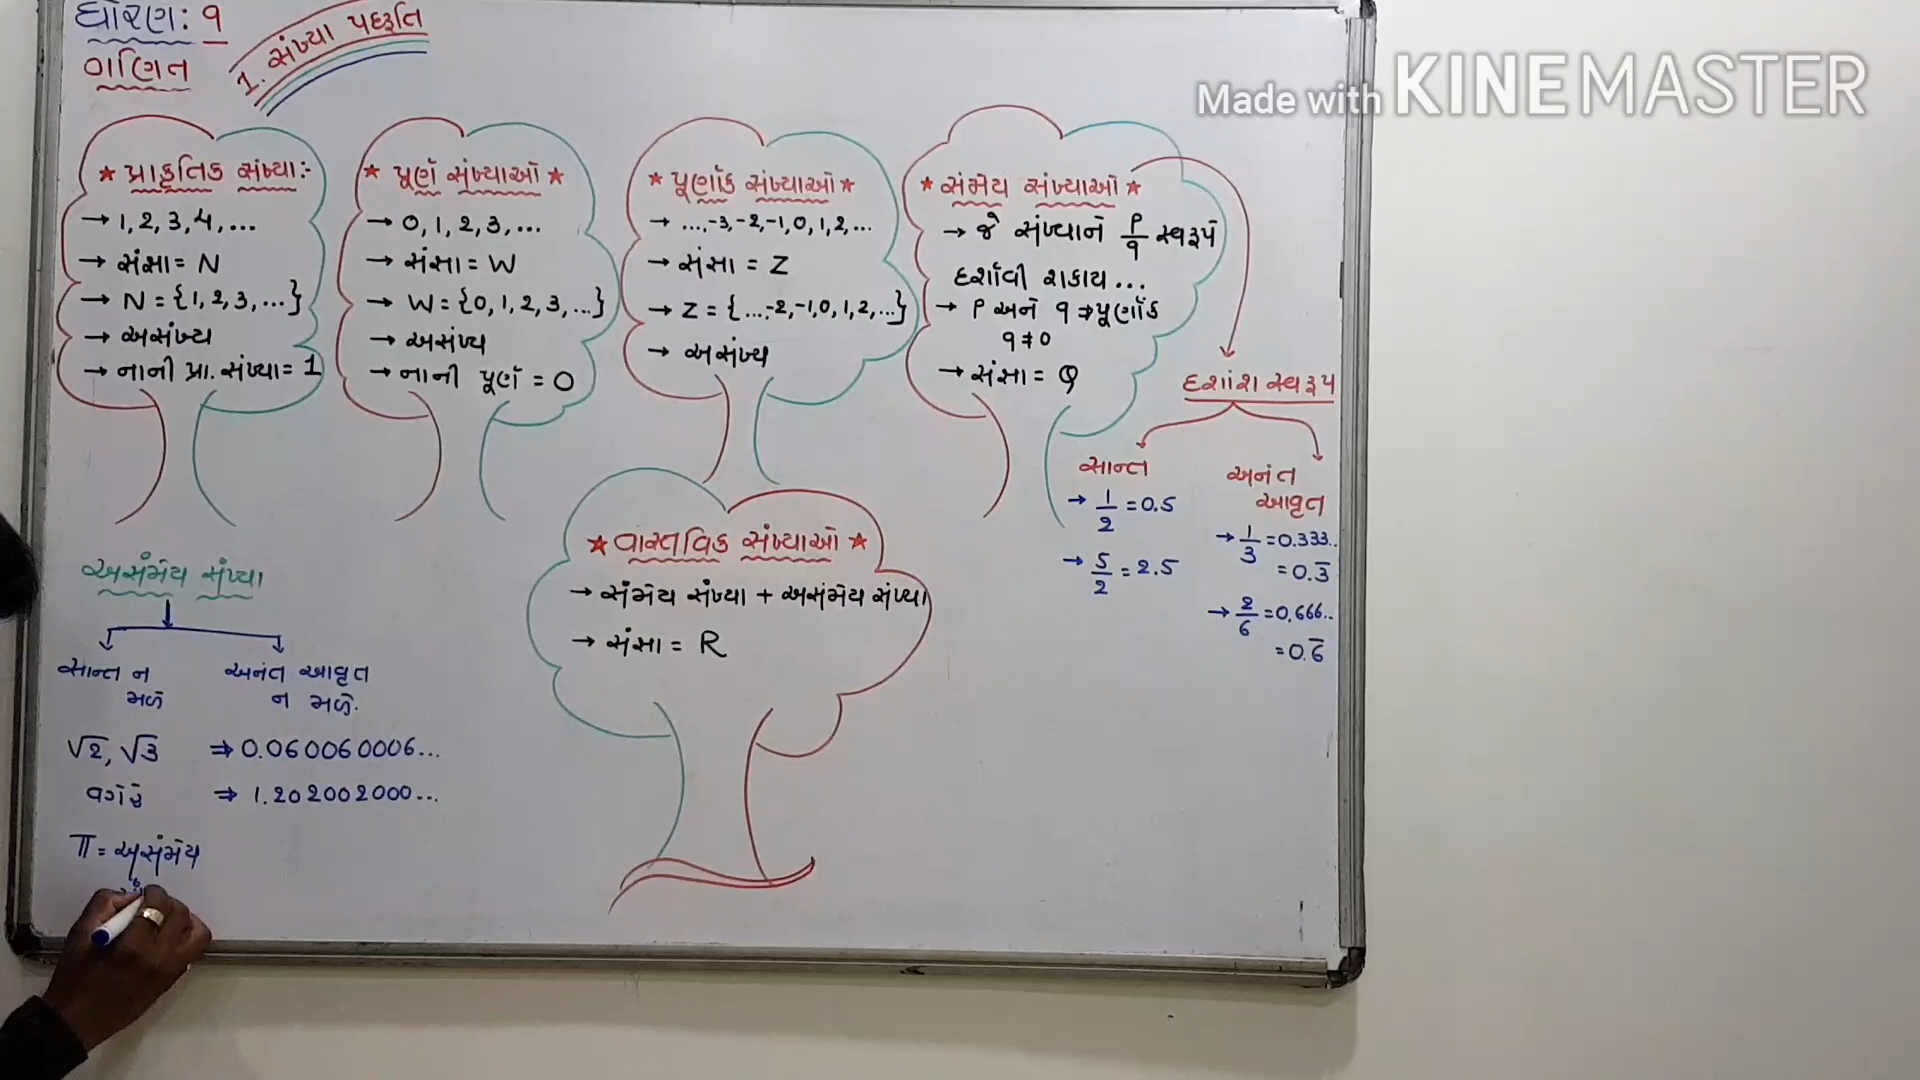 ધોરણ: ૧
ગણિત
1. સંખ્યા પદ્ધતિ
Made with KINEMASTER
★ પ્રાકૃતિક સંખ્યા:-
→ 1, 2, 3, 4, ...
→ સંજ્ઞા = N
→ N = {1, 2, 3, ...}
→ અસંખ્ય
→ નાની પ્રા. સંખ્યા = 1
★ પૂર્ણ સંખ્યાઓ ★
→ 0, 1, 2, 3, ...
→ સંજ્ઞા = W
→ W = {0, 1, 2, 3, ...}
→ અસંખ્ય
→ નાની પૂર્ણ = 0
★ પૂર્ણાંક સંખ્યાઓ ★
→ ..., -3, -2, -1, 0, 1, 2, ...
→ સંજ્ઞા = Z
→ Z = {... -2, -1, 0, 1, 2, ...}
→ અસંખ્ય
★ સંમેય સંખ્યાઓ ★
→ જે સંખ્યાને P/q સ્વરૂપે
દર્શાવી શકાય ...
→ P અને q ⇒ પૂર્ણાંક
q ≠ 0
→ સંજ્ઞા = Q
દશાંશ સ્વરૂપ
સાન્ત
→ 1/2 = 0.5
→ 5/2 = 2.5
અનંત
આવૃત
→ 1/3 = 0.333..
= 0.3̅
→ 2/6 = 0.666..
= 0.6̅
★ વાસ્તવિક સંખ્યાઓ ★
→ સંમેય સંખ્યા + અસંમેય સંખ્યા
→ સંજ્ઞા = R
અસંમેય સંખ્યા
સાન્ત ન
મળે
અનંત આવૃત
ન મળે.
√2, √3
વગેરે
⇒ 0.060060006...
⇒ 1.202002000...
π = અસંમેય